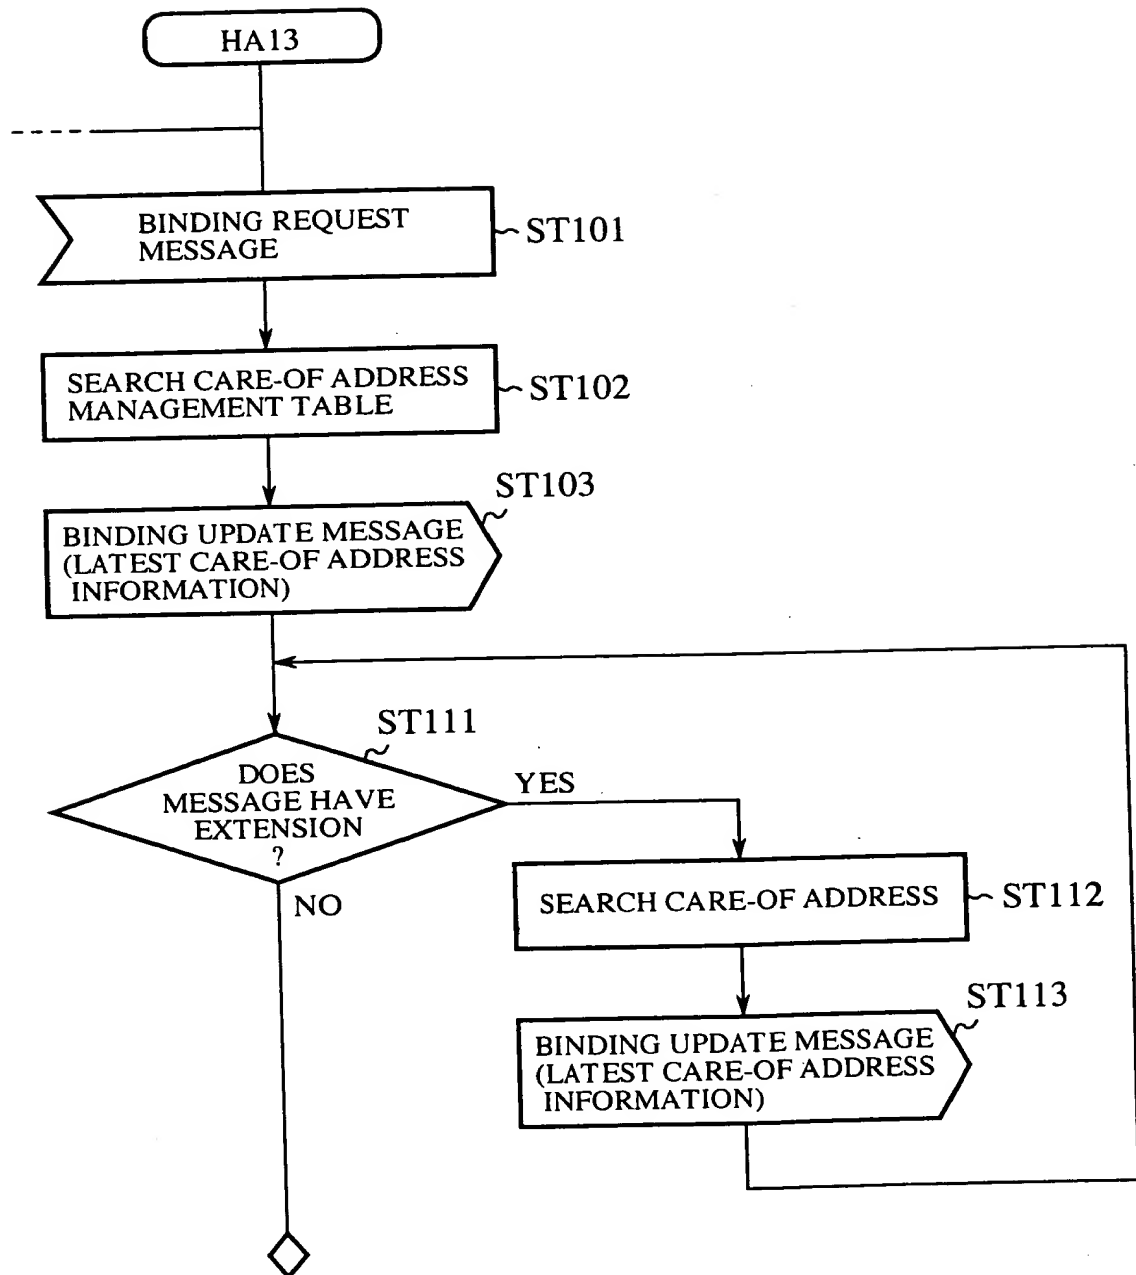 HA13
BINDING REQUEST
MESSAGE
ST101
SEARCH CARE-OF ADDRESS
MANAGEMENT TABLE
ST102
ST103
BINDING UPDATE MESSAGE
(LATEST CARE-OF ADDRESS
INFORMATION)
ST111
DOES
MESSAGE HAVE
EXTENSION
?
YES
NO
SEARCH CARE-OF ADDRESS
ST112
ST113
BINDING UPDATE MESSAGE
(LATEST CARE-OF ADDRESS
INFORMATION)